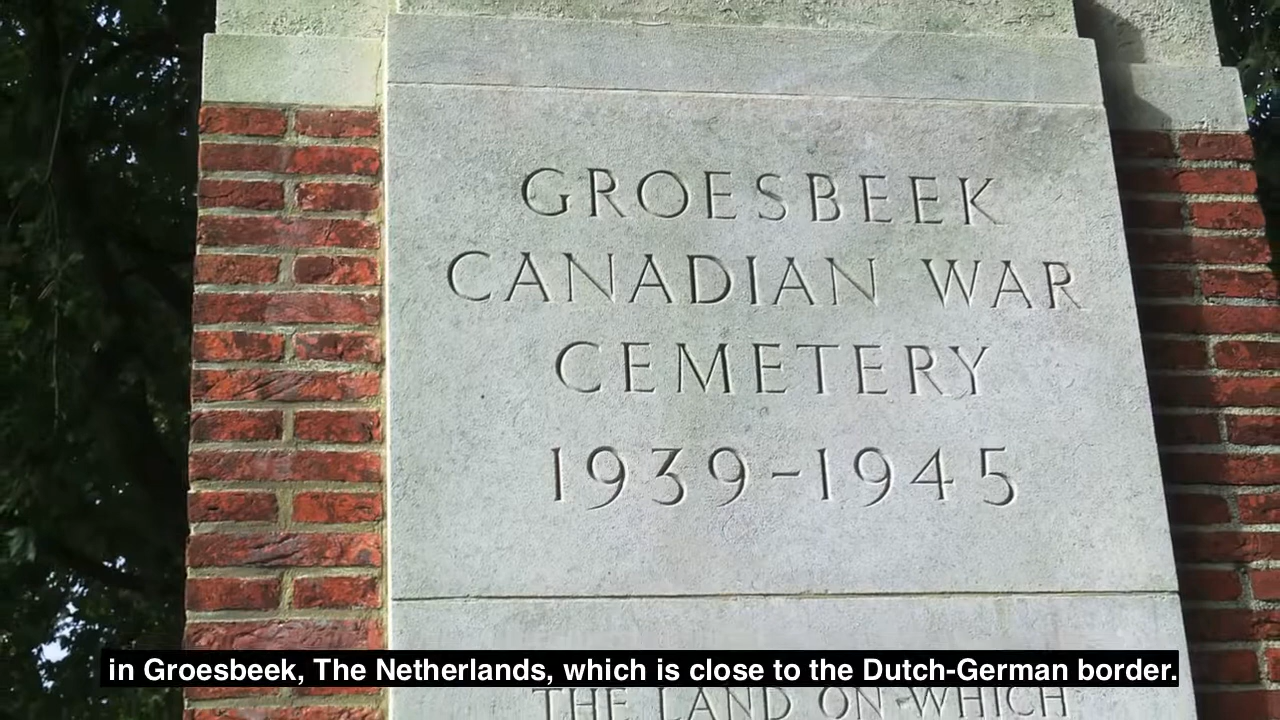 GROESBEEK
CANADIAN WAR
CEMETERY
1939-1945
in Groesbeek, The Netherlands, which is close to the Dutch-German border.
THE LAND ON WHICH